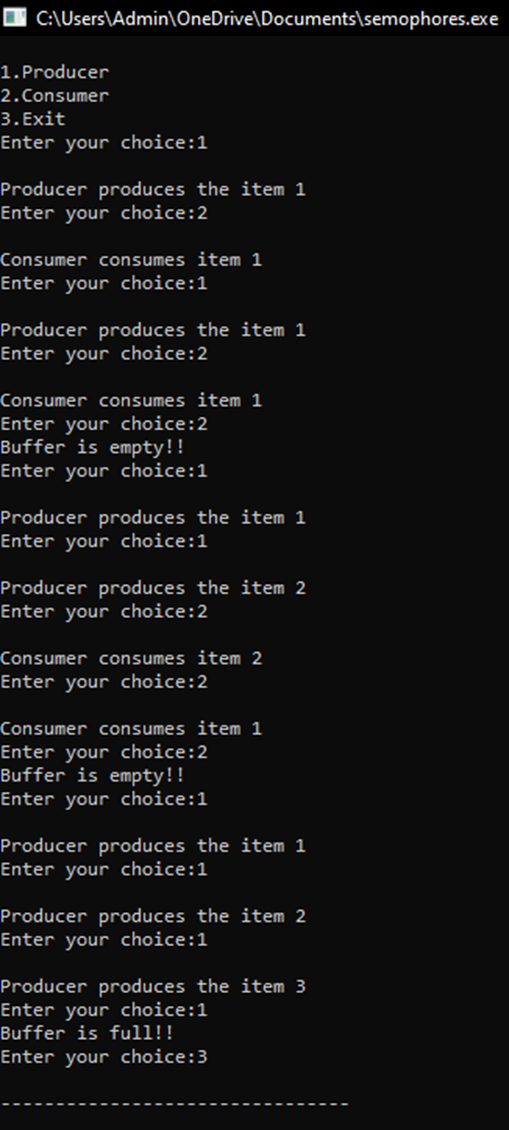 C:\Users\Admin\OneDrive\Documents\semophores.exe
1.Producer
2.Consumer
3.Exit
Enter your choice:1
Producer produces the item 1
Enter your choice:2
Consumer consumes item 1
Enter your choice:1
Producer produces the item 1
Enter your choice:2
Consumer consumes item 1
Enter your choice:2
Buffer is empty!!
Enter your choice:1
Producer produces the item 1
Enter your choice:1
Producer produces the item 2
Enter your choice:2
Consumer consumes item 2
Enter your choice:2
Consumer consumes item 1
Enter your choice:2
Buffer is empty!!
Enter your choice:1
Producer produces the item 1
Enter your choice:1
Producer produces the item 2
Enter your choice:1
Producer produces the item 3
Enter your choice:1
Buffer is full!!
Enter your choice:3
--------------------------------